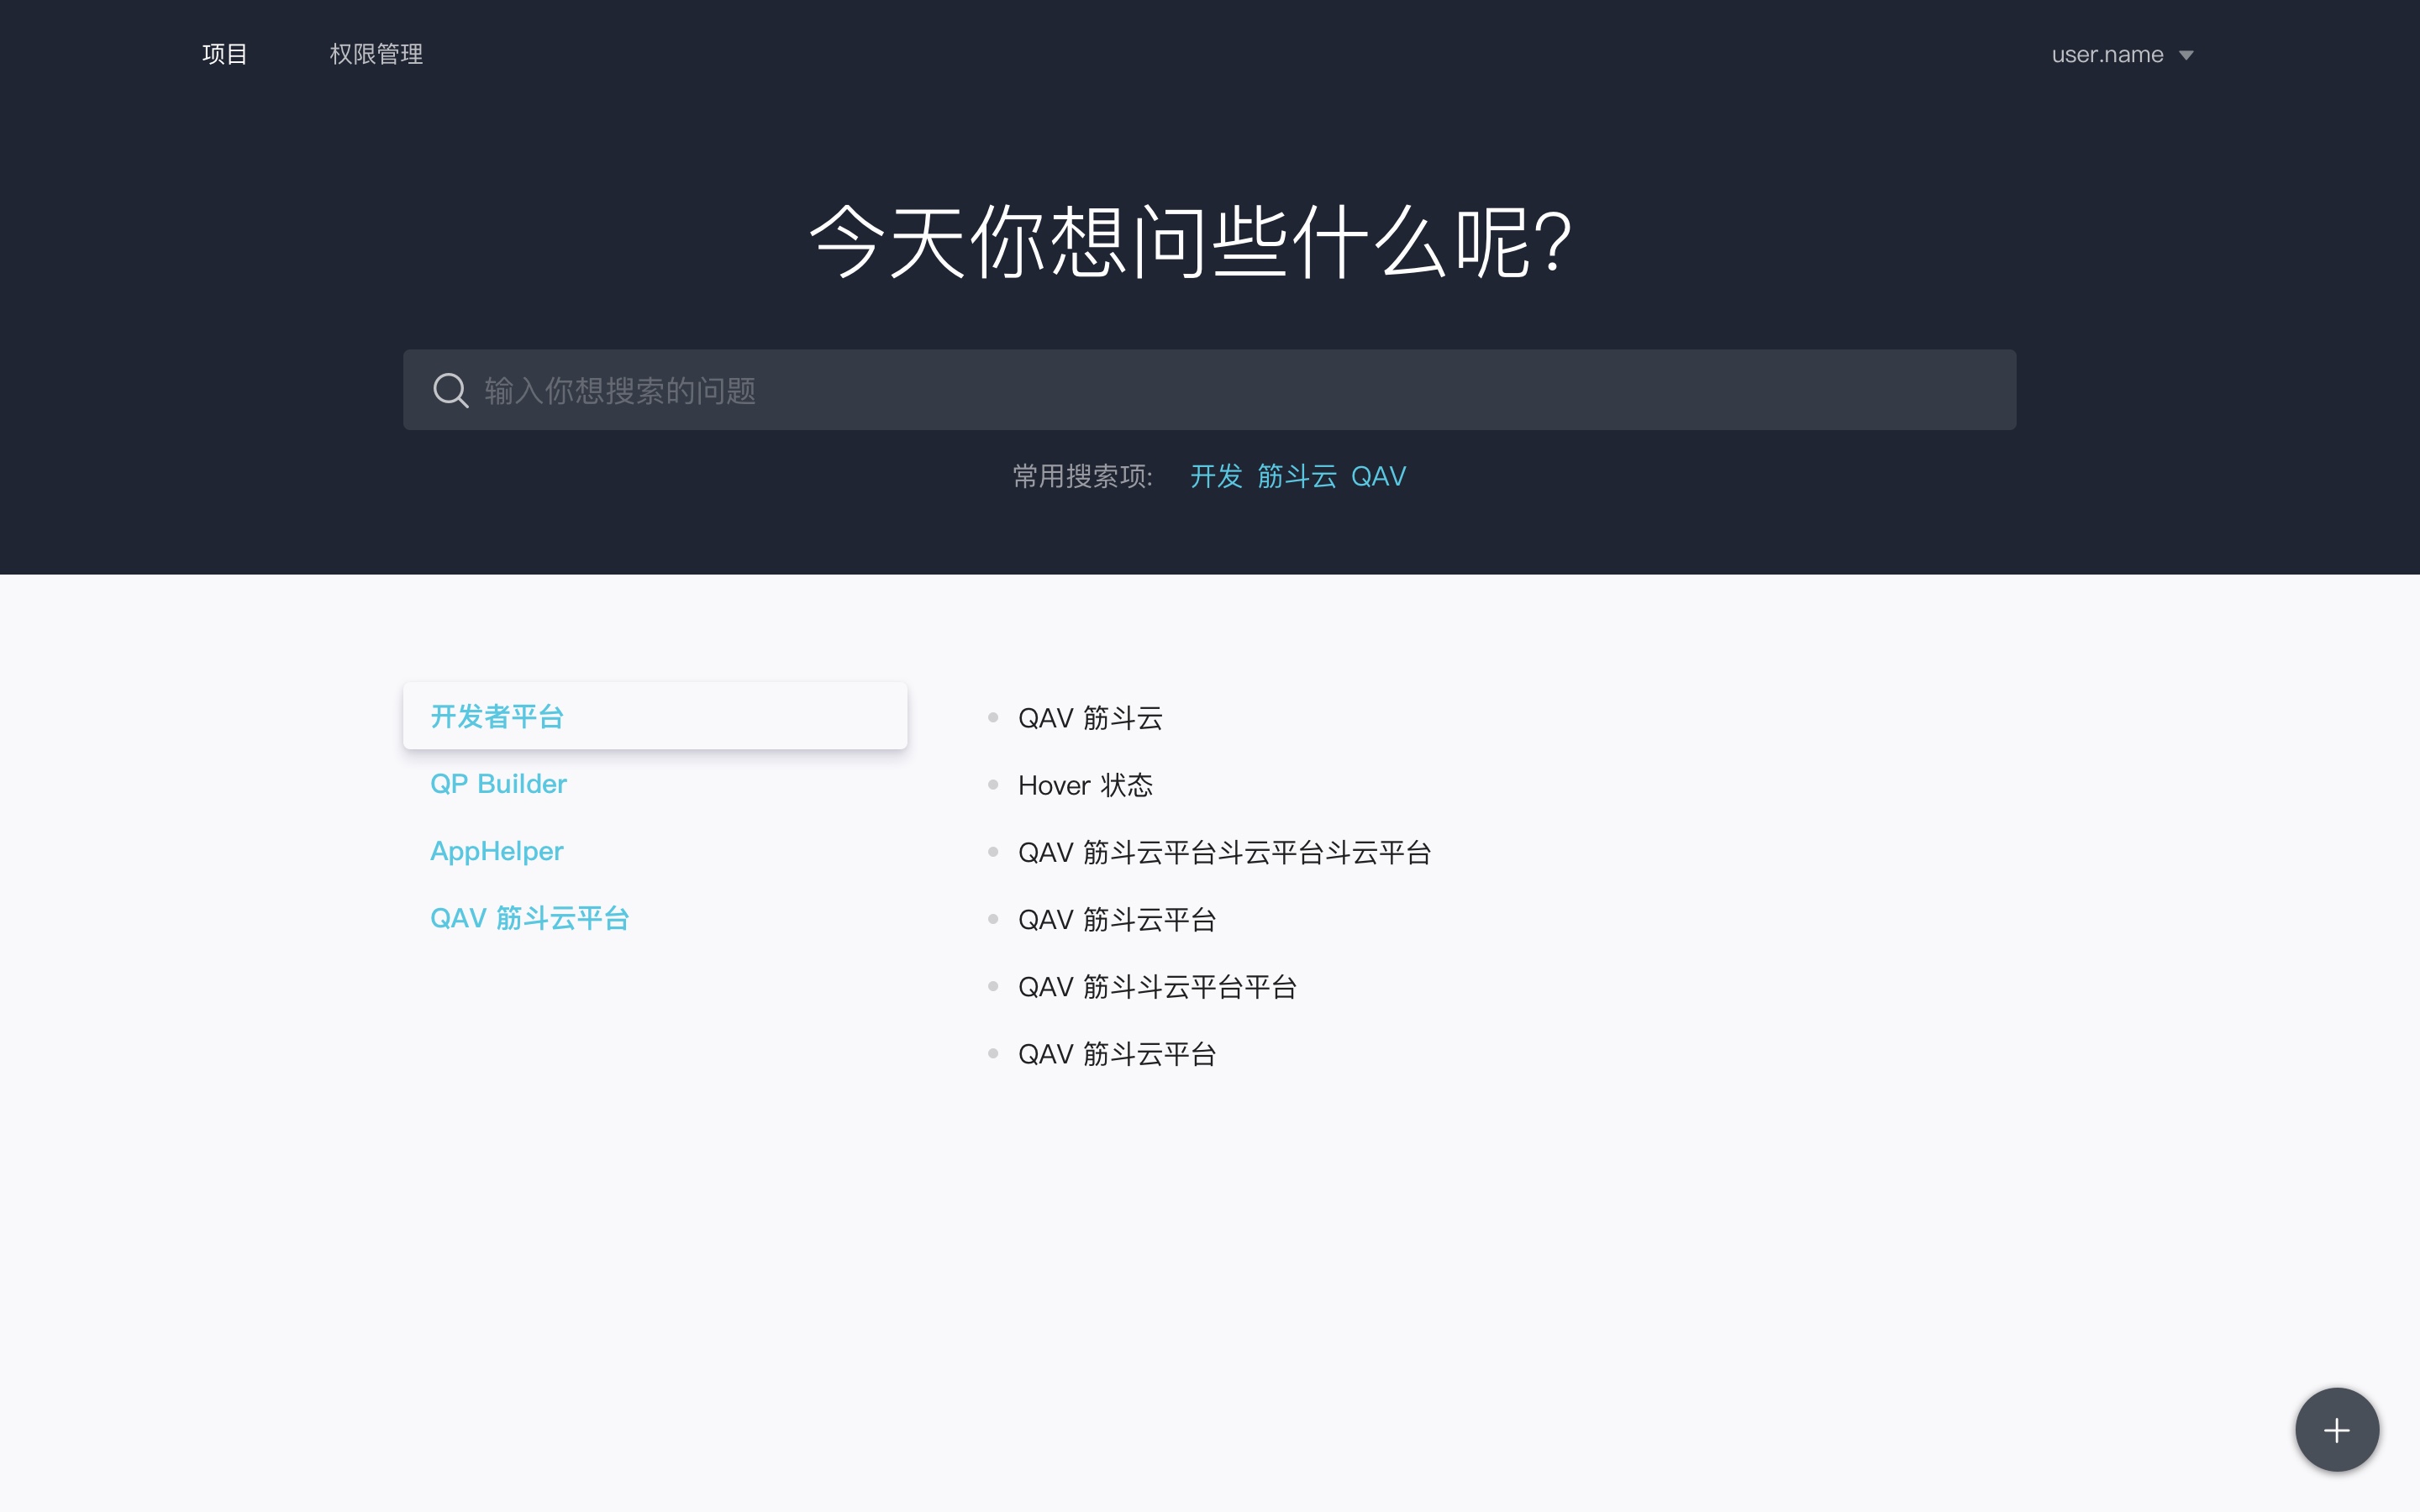 项目 权限管理 user.name
今天你想问些什么呢?
输入你想搜索的问题
常用搜索项: 开发 筋斗云 QAV
开发者平台
QP Builder
AppHelper
QAV 筋斗云平台
QAV 筋斗云
Hover 状态
QAV 筋斗云平台斗云平台斗云平台
QAV 筋斗云平台
QAV 筋斗斗云平台平台
QAV 筋斗云平台